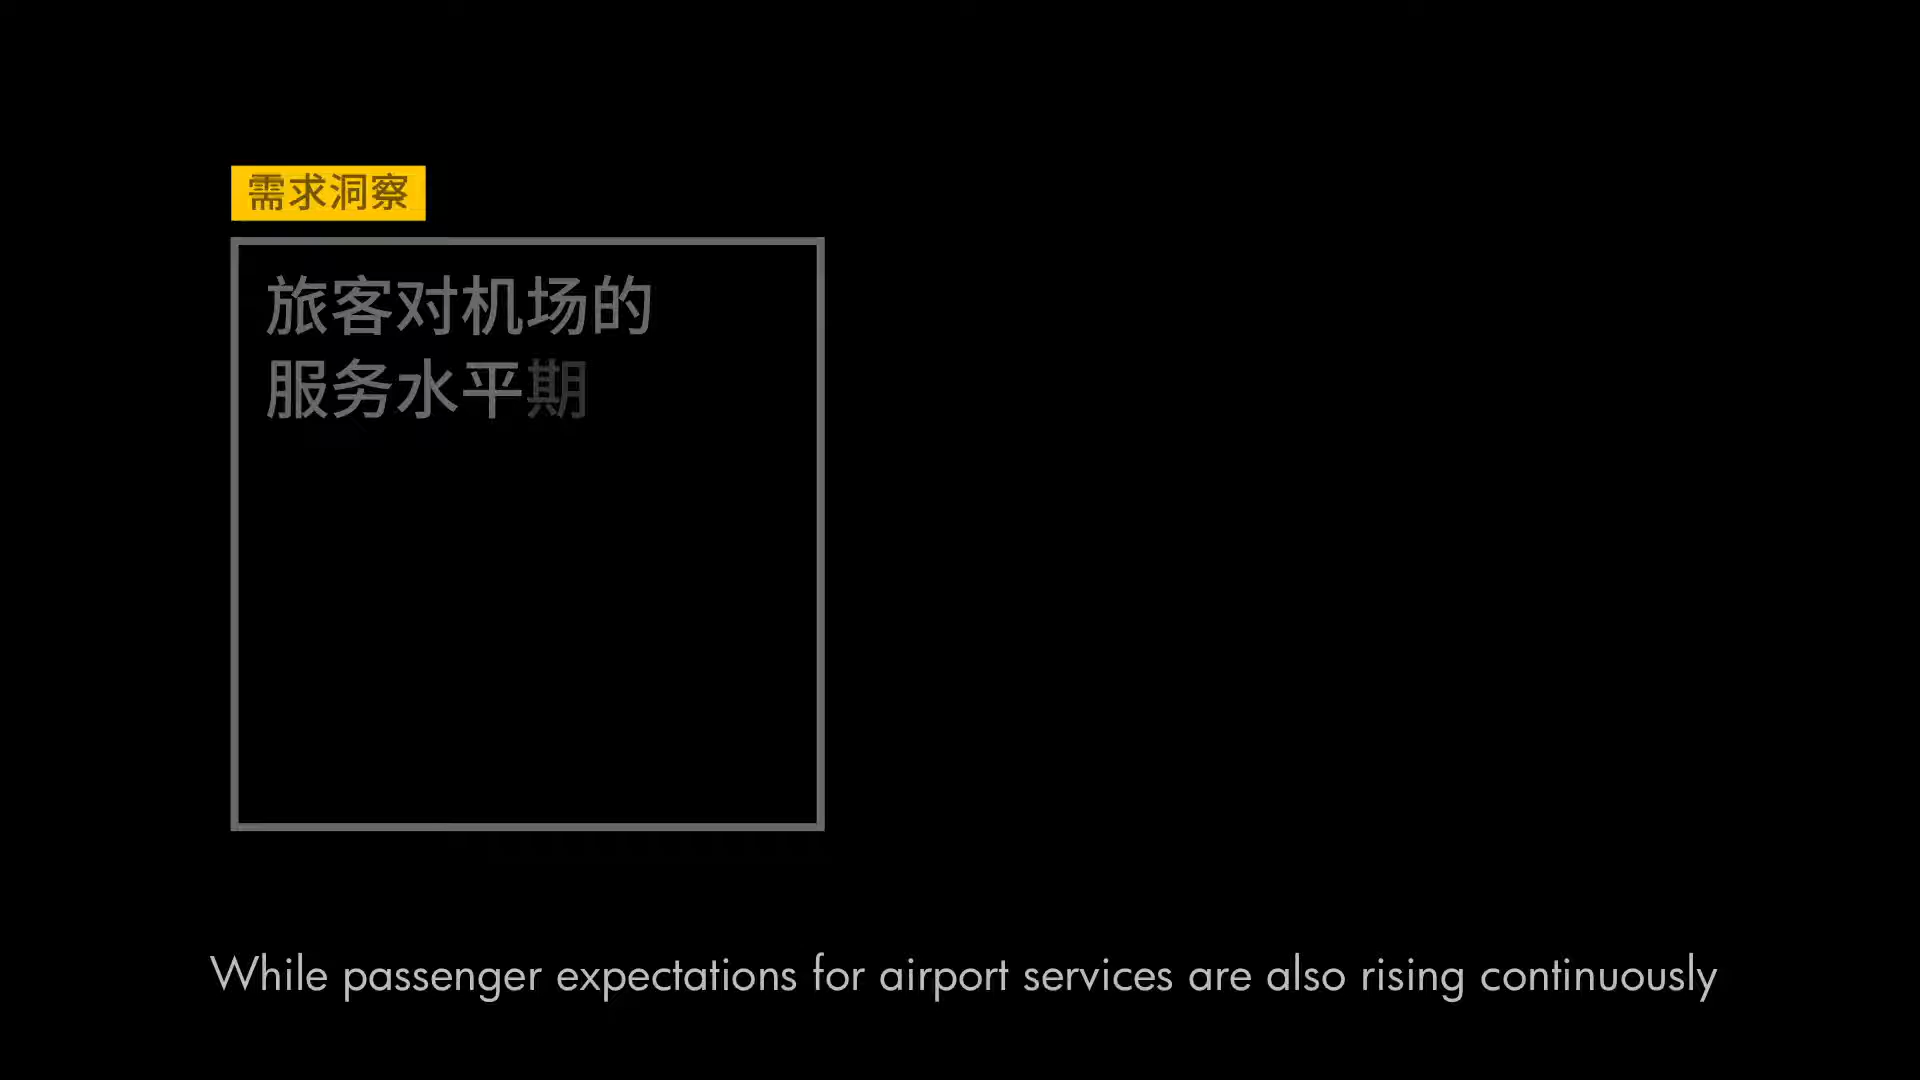 需求洞察
旅客对机场的
服务水平期
While passenger expectations for airport services are also rising continuously